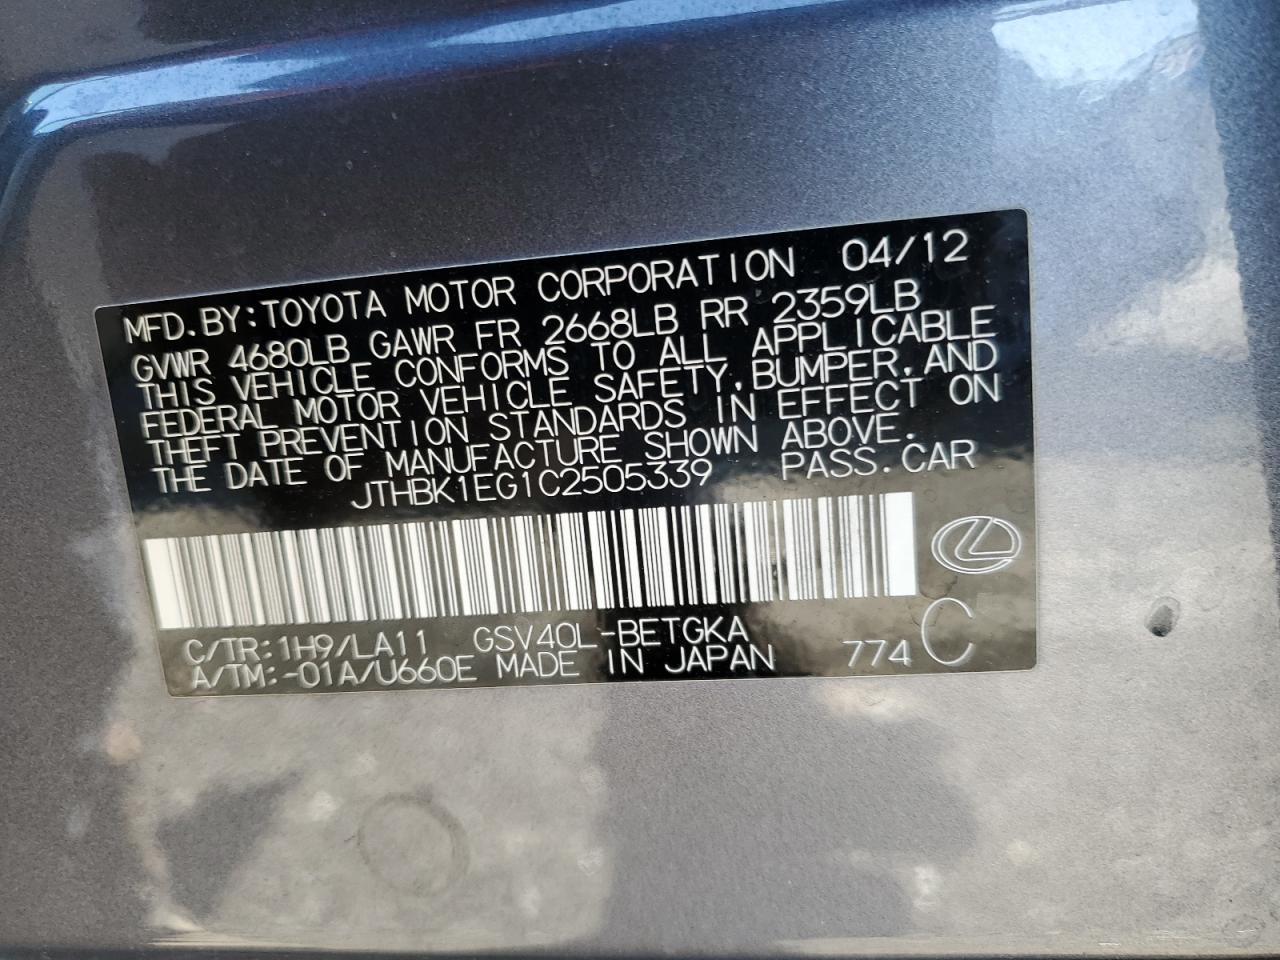 MFD.BY:TOYOTA MOTOR CORPORATION 04/12
GVWR 4680LB GAWR FR 2668LB RR 2359LB
THIS VEHICLE CONFORMS TO ALL APPLICABLE
FEDERAL MOTOR VEHICLE SAFETY,BUMPER,AND
THEFT PREVENTION STANDARDS IN EFFECT ON
THE DATE OF MANUFACTURE SHOWN ABOVE.
JTHBK1EG1C2505339 PASS.CAR
C/TR:1H9/LA11 GSV40L-BETGKA
A/TM:-01A/U660E MADE IN JAPAN 774 C